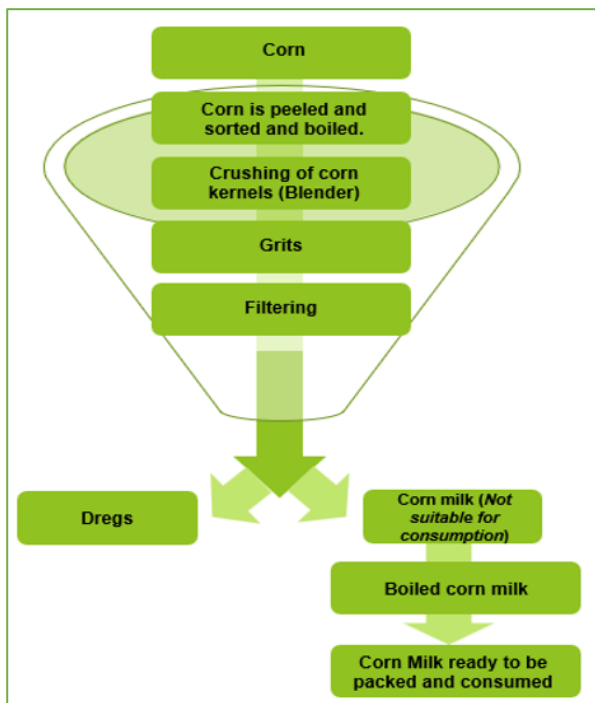 Corn
Corn is peeled and
sorted and boiled.
Crushing of corn
kernels (Blender)
Grits
Filtering
Dregs
Corn milk (Not
suitable for
consumption)
Boiled corn milk
Corn Milk ready to be
packed and consumed